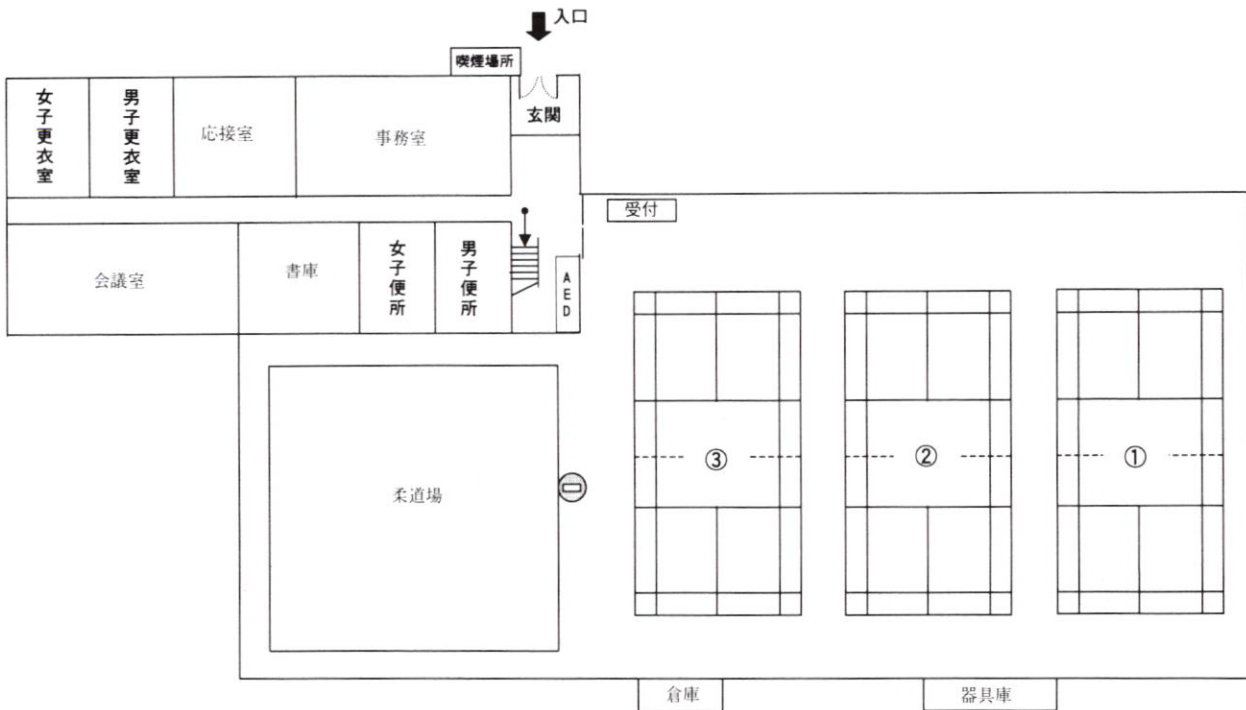 入口
喫煙場所
玄関
女子更衣室
男子更衣室
応接室
事務室
受付
会議室
書庫
女子便所
男子便所
AED
③
②
①
柔道場
倉庫
器具庫